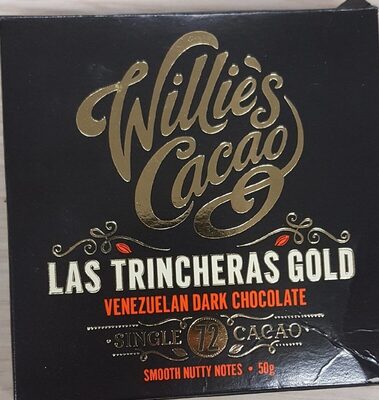 Willie's
Cacao
LAS TRINCHERAS GOLD
VENEZUELAN DARK CHOCOLATE
SINGLE 72 CACAO
SMOOTH NUTTY NOTES • 50g